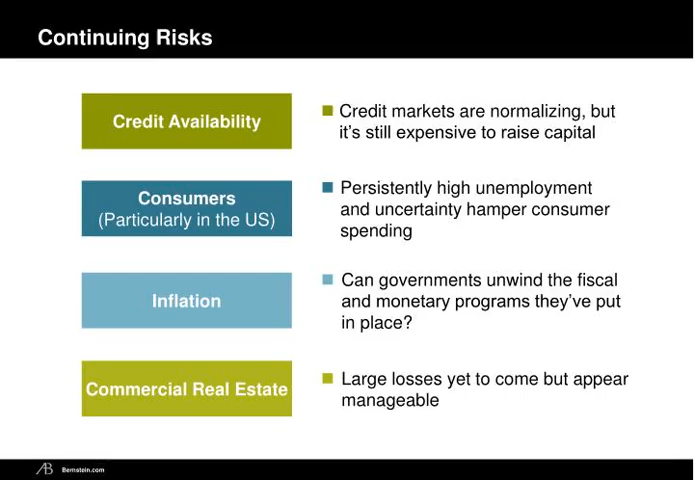 Continuing Risks
Credit Availability
Credit markets are normalizing, but
it's still expensive to raise capital
Consumers
(Particularly in the US)
Persistently high unemployment
and uncertainty hamper consumer
spending
Inflation
Can governments unwind the fiscal
and monetary programs they've put
in place?
Commercial Real Estate
Large losses yet to come but appear
manageable
AB
Bernstein.com